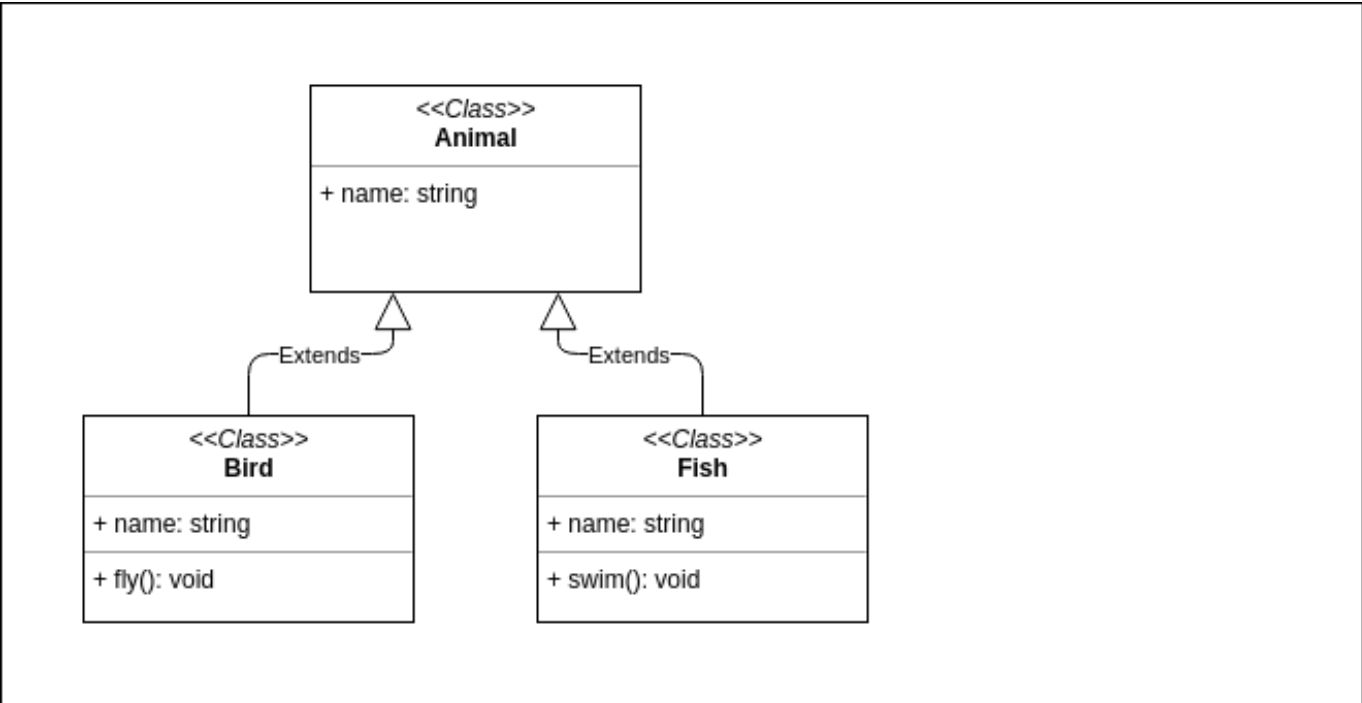 <<Class>>
Animal
+ name: string
Extends
Extends
<<Class>>
Bird
+ name: string
+ fly(): void
<<Class>>
Fish
+ name: string
+ swim(): void